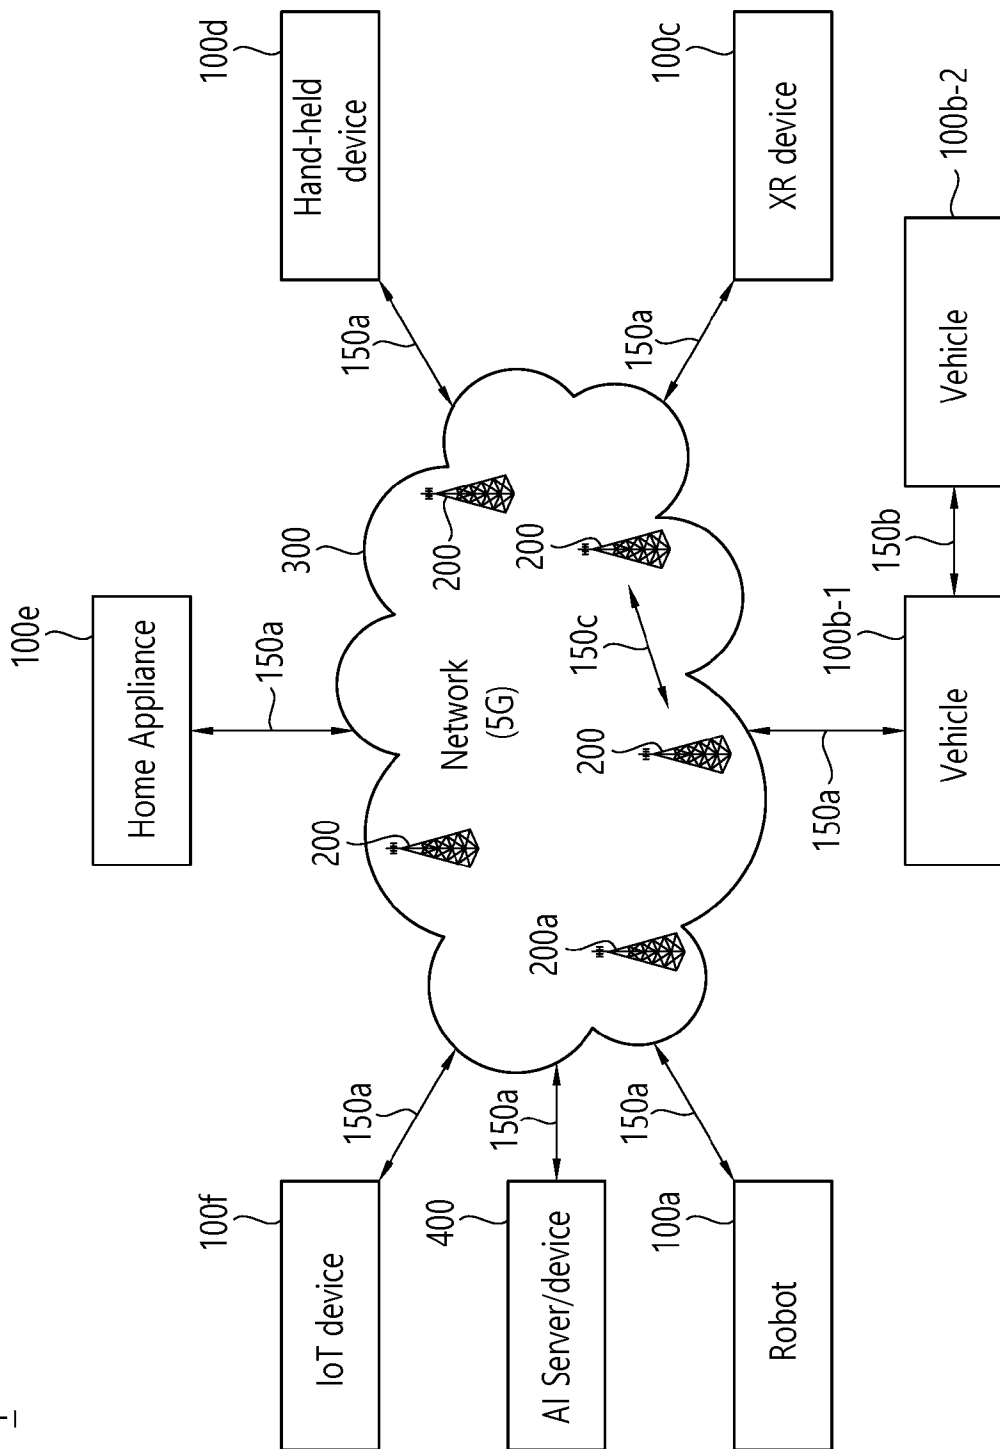 1
100e
Home Appliance
100f
100d
150a
300
IoT device
Hand-held
device
200
150a
150a
400
200
Network
(5G)
150a
200a
200
AI Server/device
200
150c
150a
150a
100a
100c
Robot
XR device
150a
100b-1
150b
100b-2
Vehicle
Vehicle